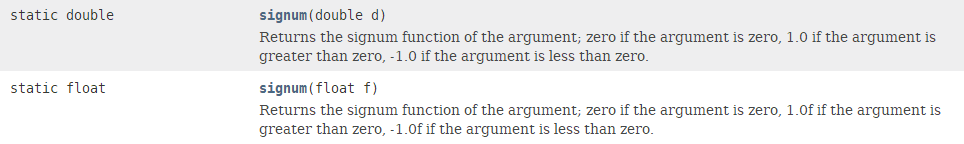 static double signum(double d)
Returns the signum function of the argument; zero if the argument is zero, 1.0 if the argument is
greater than zero, -1.0 if the argument is less than zero.
static float signum(float f)
Returns the signum function of the argument; zero if the argument is zero, 1.0f if the argument is
greater than zero, -1.0f if the argument is less than zero.